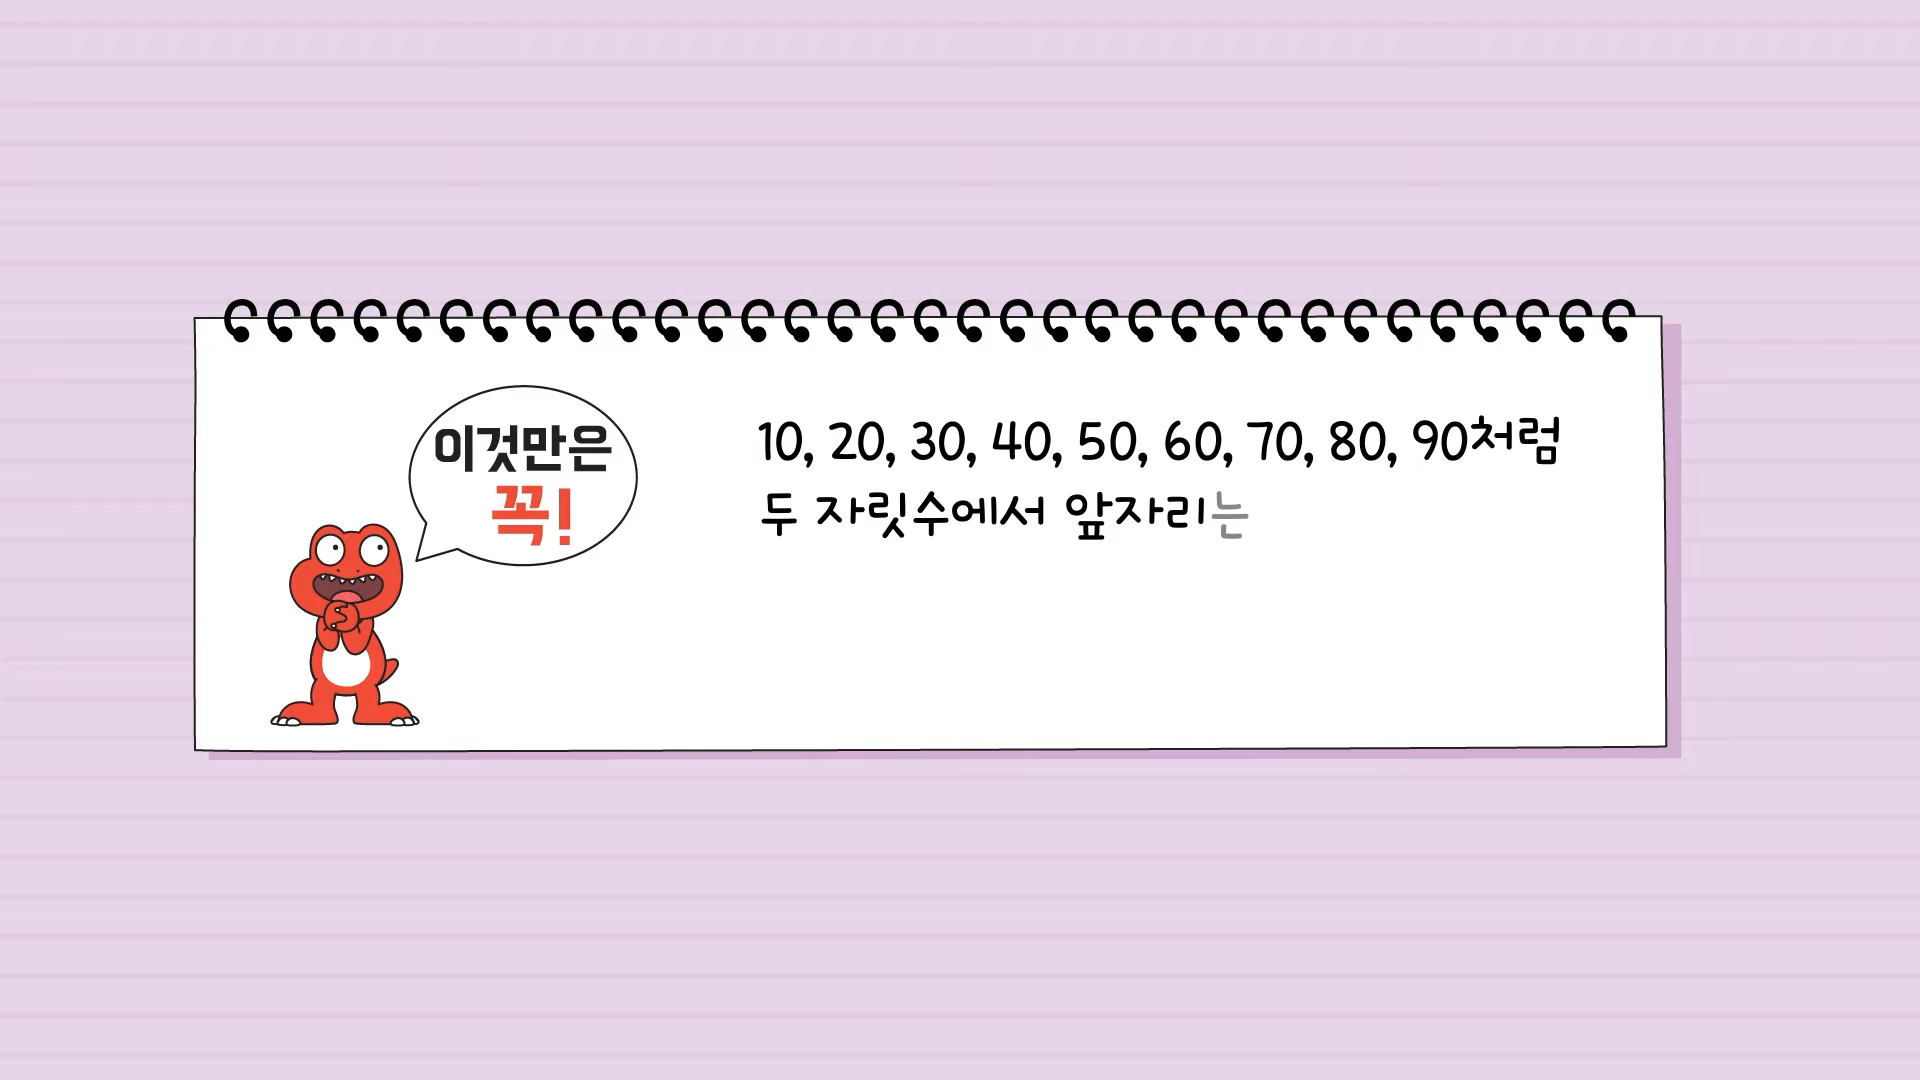 이것만은
꼭!
10, 20, 30, 40, 50, 60, 70, 80, 90처럼
두 자릿수에서 앞자리는